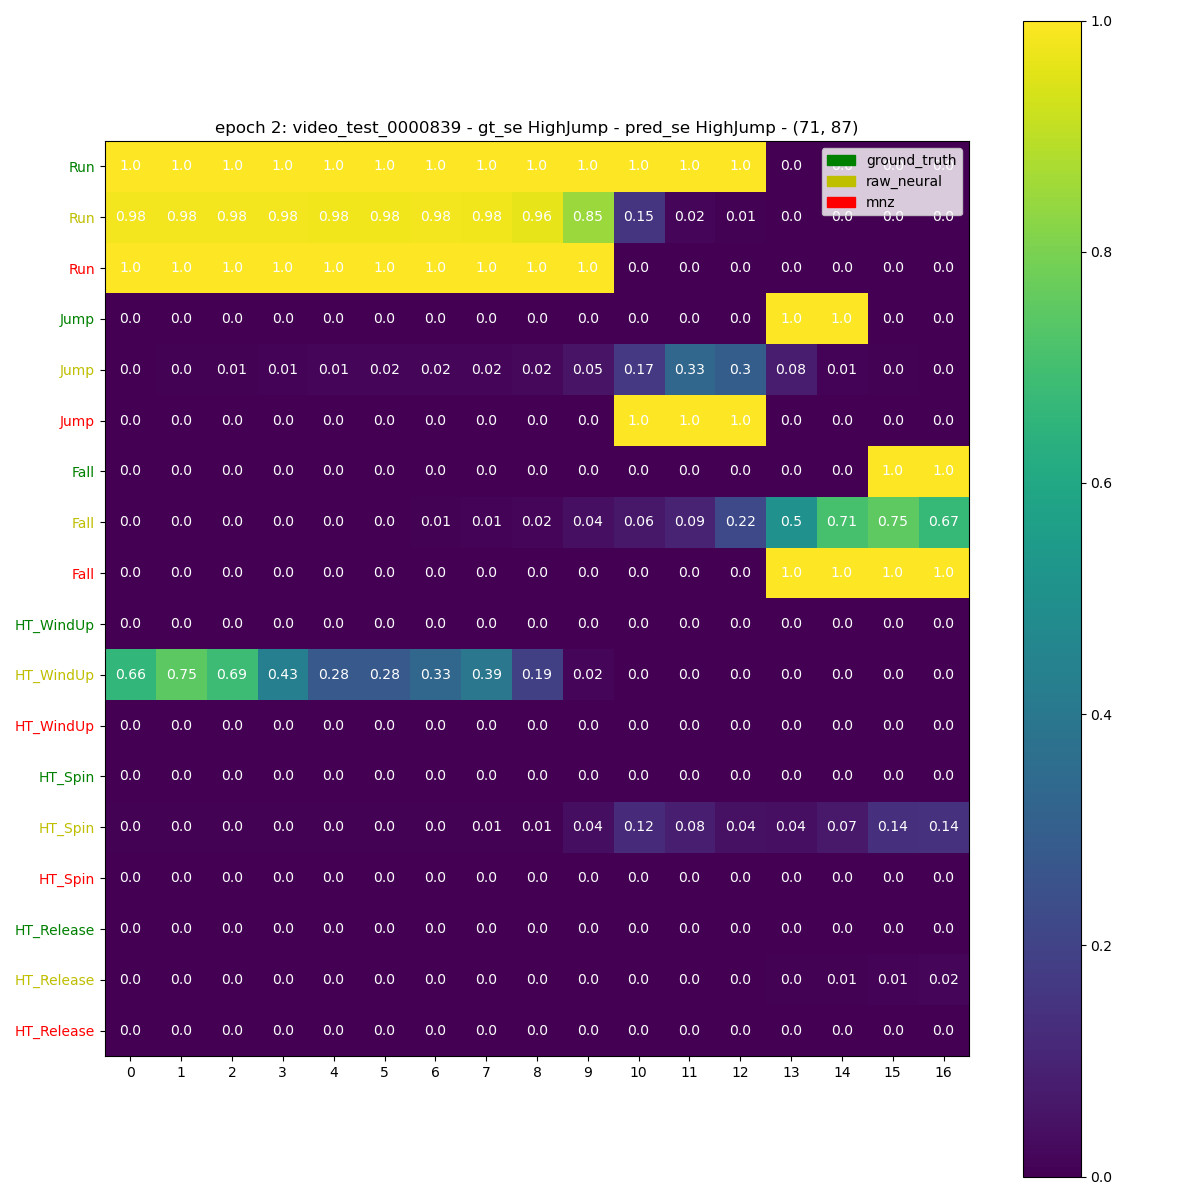 epoch 2: video_test_0000839 - gt_se HighJump - pred_se HighJump - (71, 87)
ground_truth
raw_neural
mnz
Run 1.0 1.0 1.0 1.0 1.0 1.0 1.0 1.0 1.0 1.0 1.0 1.0 1.0 0.0
Run 0.98 0.98 0.98 0.98 0.98 0.98 0.98 0.98 0.96 0.85 0.15 0.02 0.01 0.0 0.0 0.0 0.0
Run 1.0 1.0 1.0 1.0 1.0 1.0 1.0 1.0 1.0 1.0 0.0 0.0 0.0 0.0 0.0 0.0 0.0
Jump 0.0 0.0 0.0 0.0 0.0 0.0 0.0 0.0 0.0 0.0 0.0 0.0 0.0 1.0 1.0 0.0 0.0
Jump 0.0 0.0 0.01 0.01 0.01 0.02 0.02 0.02 0.02 0.05 0.17 0.33 0.3 0.08 0.01 0.0 0.0
Jump 0.0 0.0 0.0 0.0 0.0 0.0 0.0 0.0 0.0 0.0 1.0 1.0 1.0 0.0 0.0 0.0 0.0
Fall 0.0 0.0 0.0 0.0 0.0 0.0 0.0 0.0 0.0 0.0 0.0 0.0 0.0 0.0 0.0 1.0 1.0
Fall 0.0 0.0 0.0 0.0 0.0 0.0 0.01 0.01 0.02 0.04 0.06 0.09 0.22 0.5 0.71 0.75 0.67
Fall 0.0 0.0 0.0 0.0 0.0 0.0 0.0 0.0 0.0 0.0 0.0 0.0 0.0 1.0 1.0 1.0 1.0
HT_WindUp 0.0 0.0 0.0 0.0 0.0 0.0 0.0 0.0 0.0 0.0 0.0 0.0 0.0 0.0 0.0 0.0 0.0
HT_WindUp 0.66 0.75 0.69 0.43 0.28 0.28 0.33 0.39 0.19 0.02 0.0 0.0 0.0 0.0 0.0 0.0 0.0
HT_WindUp 0.0 0.0 0.0 0.0 0.0 0.0 0.0 0.0 0.0 0.0 0.0 0.0 0.0 0.0 0.0 0.0 0.0
HT_Spin 0.0 0.0 0.0 0.0 0.0 0.0 0.0 0.0 0.0 0.0 0.0 0.0 0.0 0.0 0.0 0.0 0.0
HT_Spin 0.0 0.0 0.0 0.0 0.0 0.0 0.0 0.01 0.01 0.04 0.12 0.08 0.04 0.04 0.07 0.14 0.14
HT_Spin 0.0 0.0 0.0 0.0 0.0 0.0 0.0 0.0 0.0 0.0 0.0 0.0 0.0 0.0 0.0 0.0 0.0
HT_Release 0.0 0.0 0.0 0.0 0.0 0.0 0.0 0.0 0.0 0.0 0.0 0.0 0.0 0.0 0.0 0.0 0.0
HT_Release 0.0 0.0 0.0 0.0 0.0 0.0 0.0 0.0 0.0 0.0 0.0 0.0 0.0 0.0 0.01 0.01 0.02
HT_Release 0.0 0.0 0.0 0.0 0.0 0.0 0.0 0.0 0.0 0.0 0.0 0.0 0.0 0.0 0.0 0.0 0.0
0 1 2 3 4 5 6 7 8 9 10 11 12 13 14 15 16
1.0
0.8
0.6
0.4
0.2
0.0